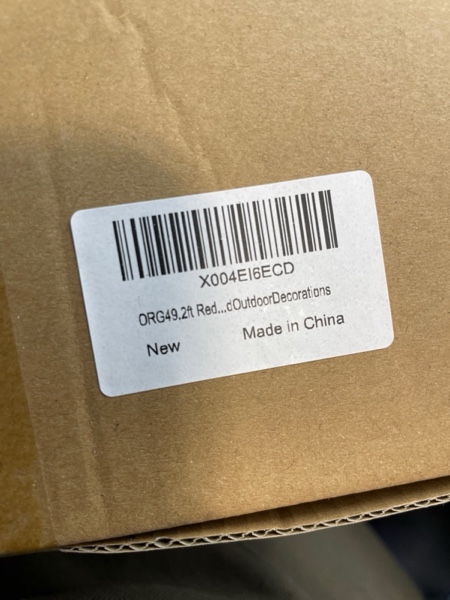 X004EI6ECD
ORG49.2ft Red...dOutdoorDecorations
New
Made in China